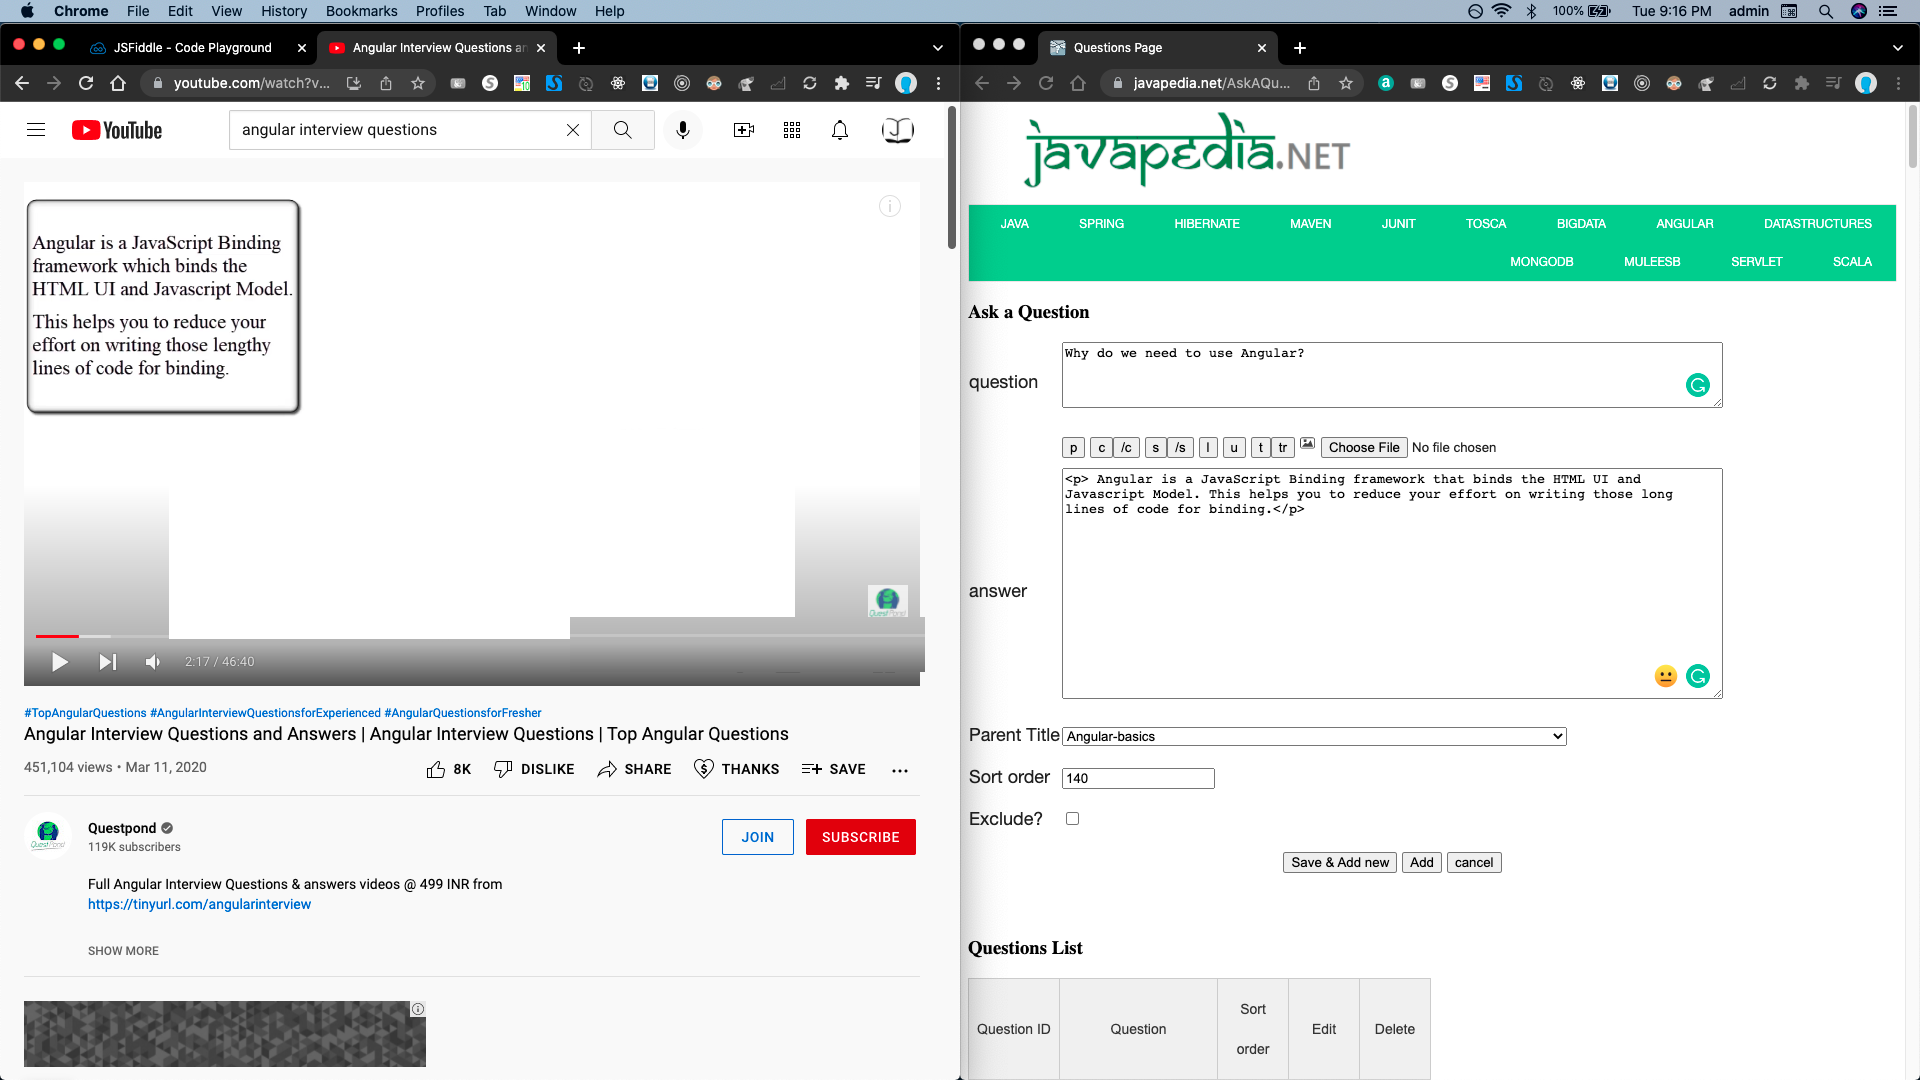 Chrome File Edit View History Bookmarks Profiles Tab Window Help 100% Tue 9:16 PM admin
JSFiddle - Code Playground Angular Interview Questions an
youtube.com/watch?v...
YouTube
angular interview questions
Angular is a JavaScript Binding
framework which binds the
HTML UI and Javascript Model.
This helps you to reduce your
effort on writing those lengthy
lines of code for binding.
2:17 / 46:40
#TopAngularQuestions #AngularInterviewQuestionsforExperienced #AngularQuestionsforFresher
Angular Interview Questions and Answers | Angular Interview Questions | Top Angular Questions
451,104 views • Mar 11, 2020
8K DISLIKE SHARE THANKS SAVE
Questpond
119K subscribers
JOIN SUBSCRIBE
Full Angular Interview Questions & answers videos @ 499 INR from
https://tinyurl.com/angularinterview
SHOW MORE
Questions Page
javapedia.net/AskAQu...
javapedia.NET
JAVA SPRING HIBERNATE MAVEN JUNIT TOSCA BIGDATA ANGULAR DATASTRUCTURES
MONGODB MULEESB SERVLET SCALA
Ask a Question
question
Why do we need to use Angular?
p c /c s /s l u t tr Choose File No file chosen
answer
<p> Angular is a JavaScript Binding framework that binds the HTML UI and
Javascript Model. This helps you to reduce your effort on writing those long
lines of code for binding.</p>
Parent Title Angular-basics
Sort order 140
Exclude?
Save & Add new Add cancel
Questions List
Question ID Question Sort order Edit Delete